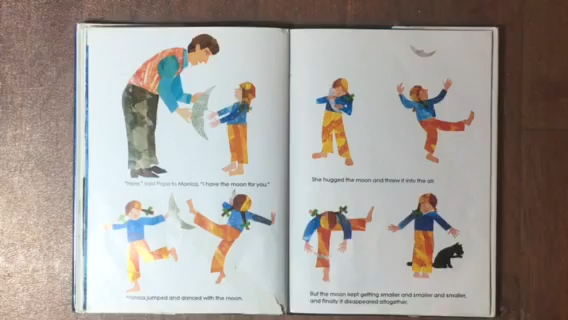 "Here," said Papa to Monica, "I have the moon for you."
Monica jumped and danced with the moon.
She hugged the moon and threw it into the air.
But the moon kept getting smaller and smaller and smaller,
and finally it disappeared altogether.